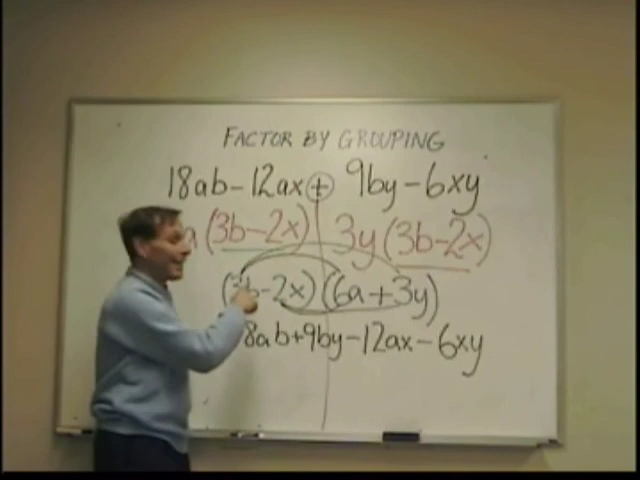 FACTOR BY GROUPING
18ab-12ax + 9by-6xy
a(3b-2x) 3y(3b-2x)
(3b-2x)(6a+3y)
8ab+9by-12ax-6xy